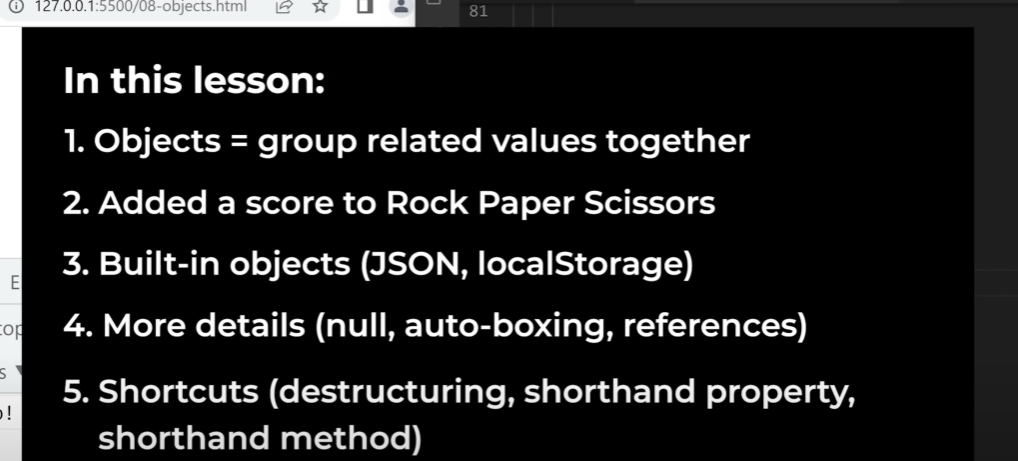 127.0.0.1:5500/08-objects.html
81
In this lesson:
1. Objects = group related values together
2. Added a score to Rock Paper Scissors
3. Built-in objects (JSON, localStorage)
4. More details (null, auto-boxing, references)
5. Shortcuts (destructuring, shorthand property,
shorthand method)